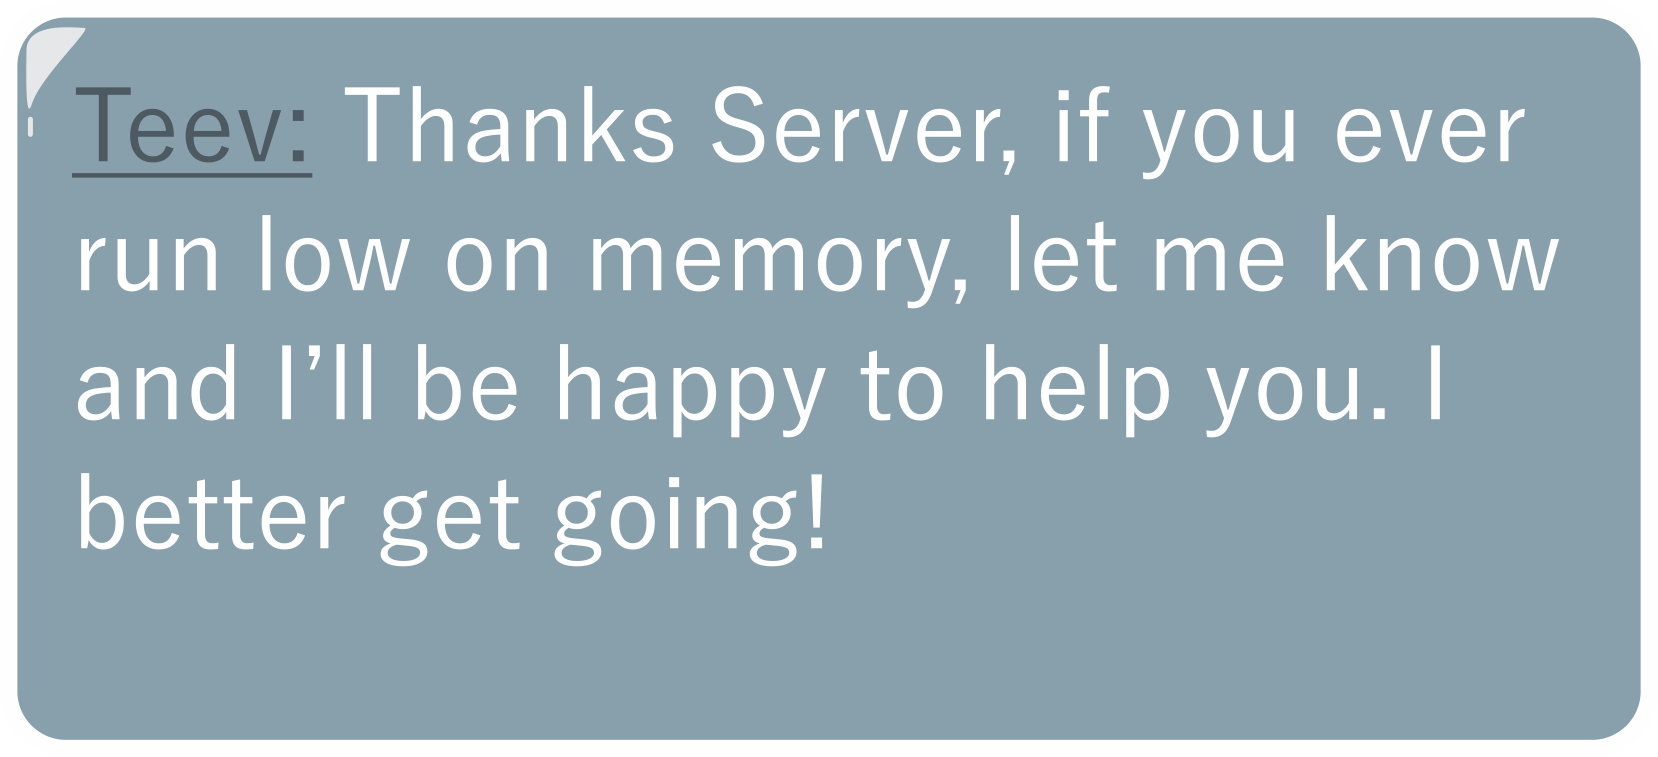 Teev: Thanks Server, if you ever
run low on memory, let me know
and I’ll be happy to help you. I
better get going!